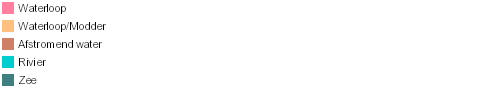 Waterloop
Waterloop/Modder
Afstromend water
Rivier
Zee